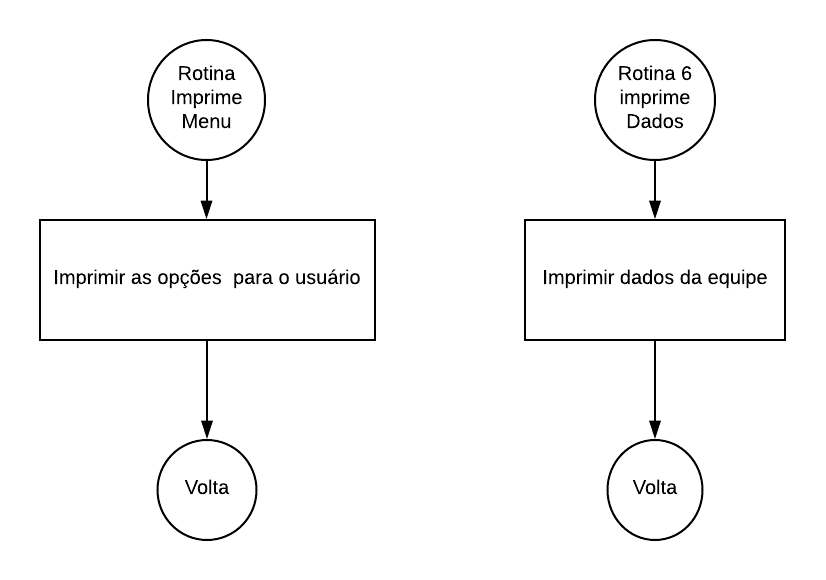 Rotina
Imprime
Menu
Imprimir as opções  para o usuário
Volta
Rotina 6
imprime
Dados
Imprimir dados da equipe
Volta